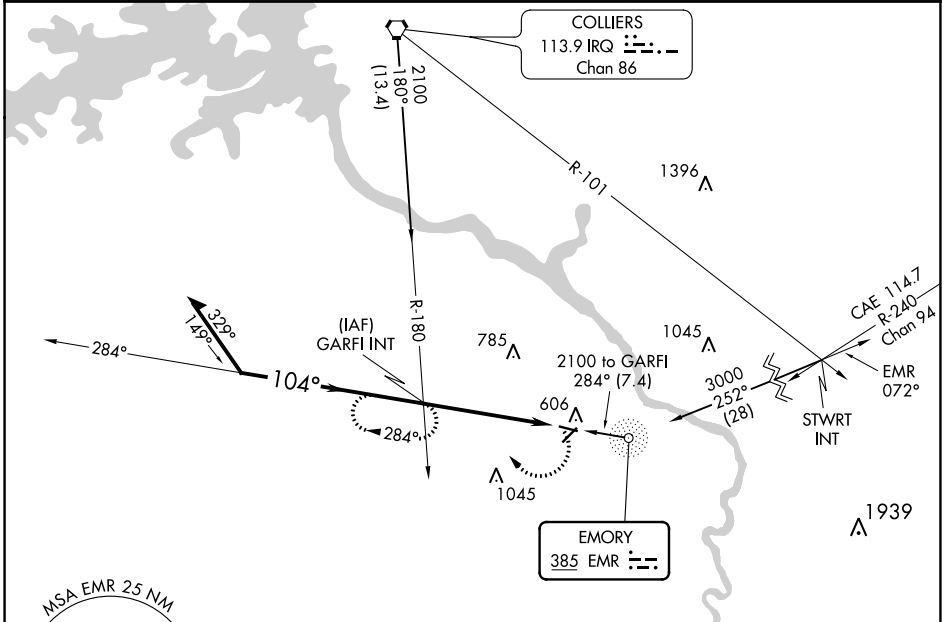 COLLIERS
113.9 IRQ
Chan 86
2100
180°
(13.4)
R-101
1396
CAE 114.7
R-240
Chan 94
R-180
(IAF)
GARFI INT
329°
149°
284°
104°
284°
785
1045
2100 to GARFI
284° (7.4)
606
3000
252°
(28)
EMR
072°
STWRT
INT
1045
1939
EMORY
385 EMR
MSA EMR 25 NM